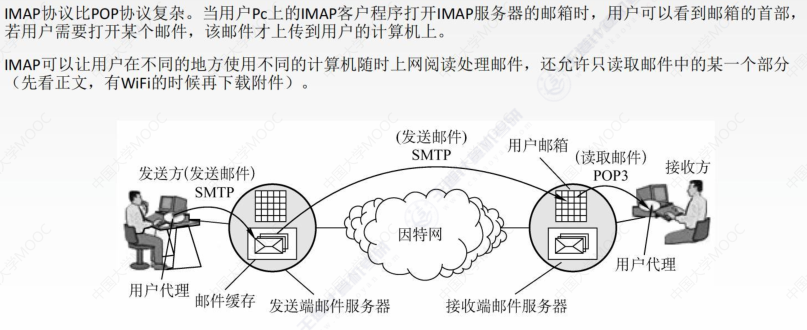 IMAP协议比POP协议复杂。当用户Pc上的IMAP客户程序打开IMAP服务器的邮箱时，用户可以看到邮箱的首部，
若用户需要打开某个邮件，该邮件才上传到用户的计算机上。
IMAP可以让用户在不同的地方使用不同的计算机随时上网阅读处理邮件，还允许只读取邮件中的某一个部分
（先看正文，有WiFi的时候再下载附件）。
(发送邮件)
SMTP
用户邮箱
(读取邮件)
POP3
接收方
发送方(发送邮件)
SMTP
因特网
用户代理
邮件缓存
发送端邮件服务器
接收端邮件服务器
用户代理